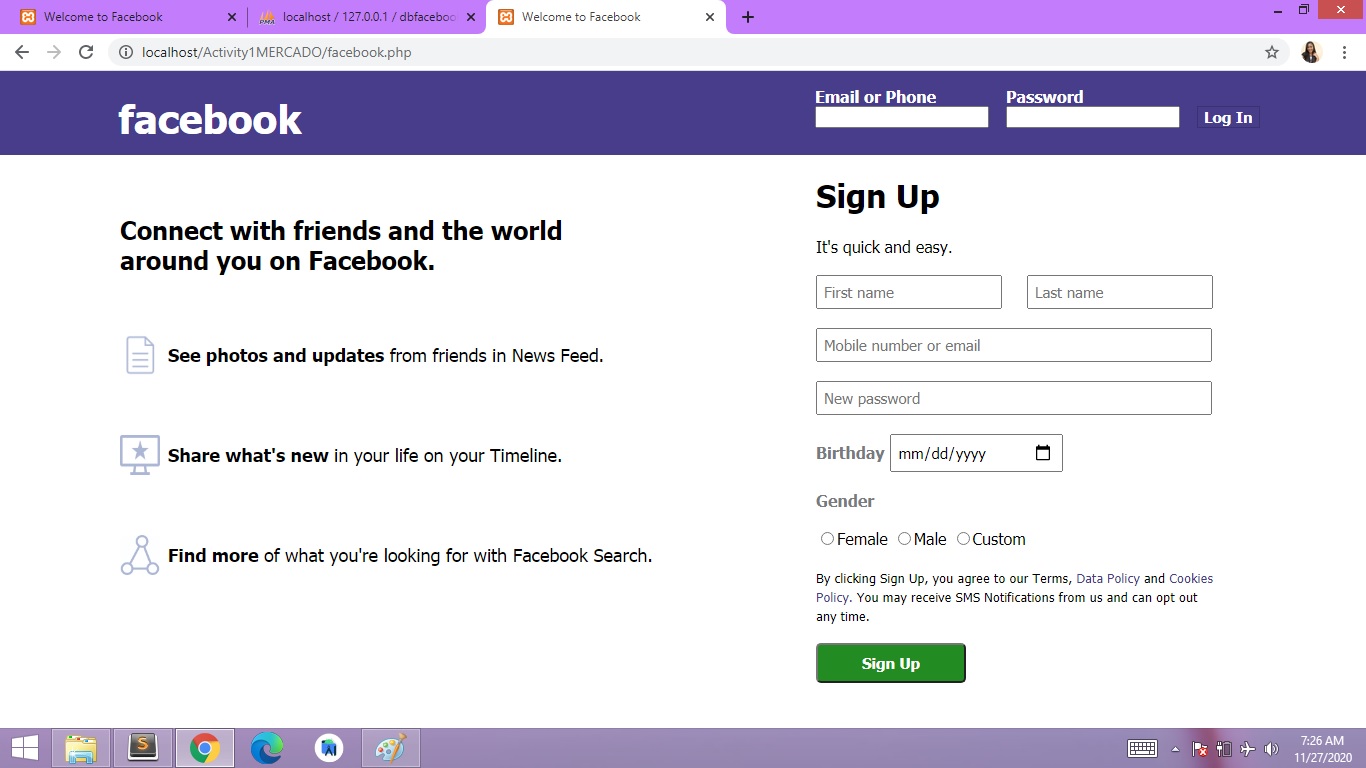 Welcome to Facebook
localhost / 127.0.0.1 / dbfaceboo
Welcome to Facebook
localhost/Activity1MERCADO/facebook.php
facebook
Email or Phone
Password
Log In
Connect with friends and the world
around you on Facebook.
See photos and updates from friends in News Feed.
Share what's new in your life on your Timeline.
Find more of what you're looking for with Facebook Search.
Sign Up
It's quick and easy.
First name
Last name
Mobile number or email
New password
Birthday mm/dd/yyyy
Gender
Female Male Custom
By clicking Sign Up, you agree to our Terms, Data Policy and Cookies
Policy. You may receive SMS Notifications from us and can opt out
any time.
Sign Up
7:26 AM
11/27/2020